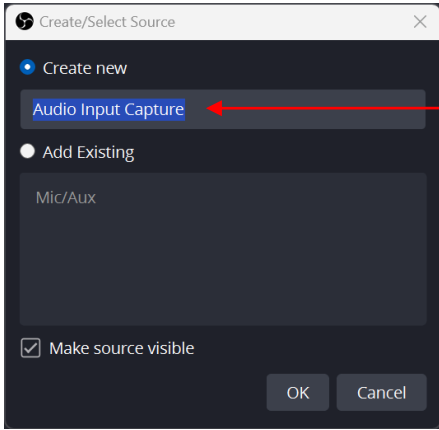 Create/Select Source
Create new
Audio Input Capture
Add Existing
Mic/Aux
Make source visible
OK Cancel